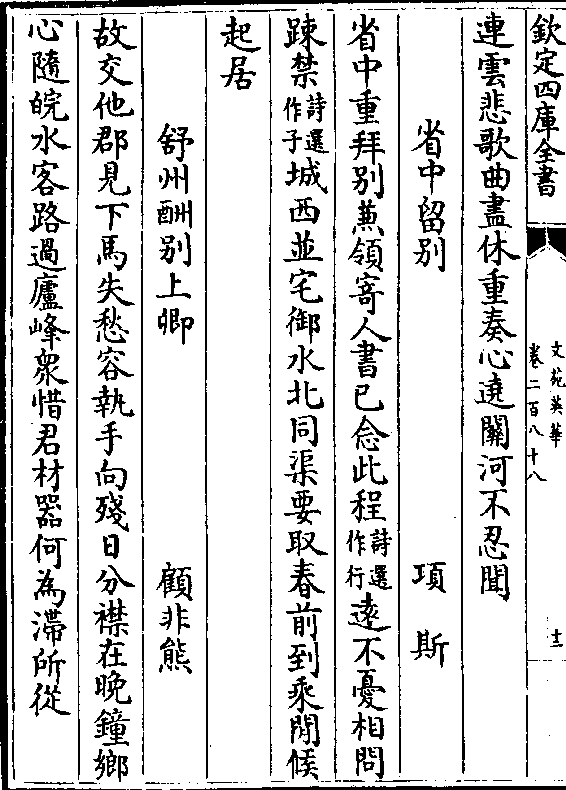 欽定四庫全書
文苑英華
卷二百八十八
十二
連雲悲歌曲盡休重奏心遶關河不忍聞
省中留别 項斯
省中重拜别兼領寄人書已念此程詩選作行遠不憂相問
踈禁詩選作子城西並宅御水北同渠要取春前到乘閒候
起居
舒州酬别上卿 顧非熊
故交他郡見下馬失愁容執手向殘日分襟在晚鐘鄉
心隨皖水客路過廬峰衆惜君材器何為滯所從